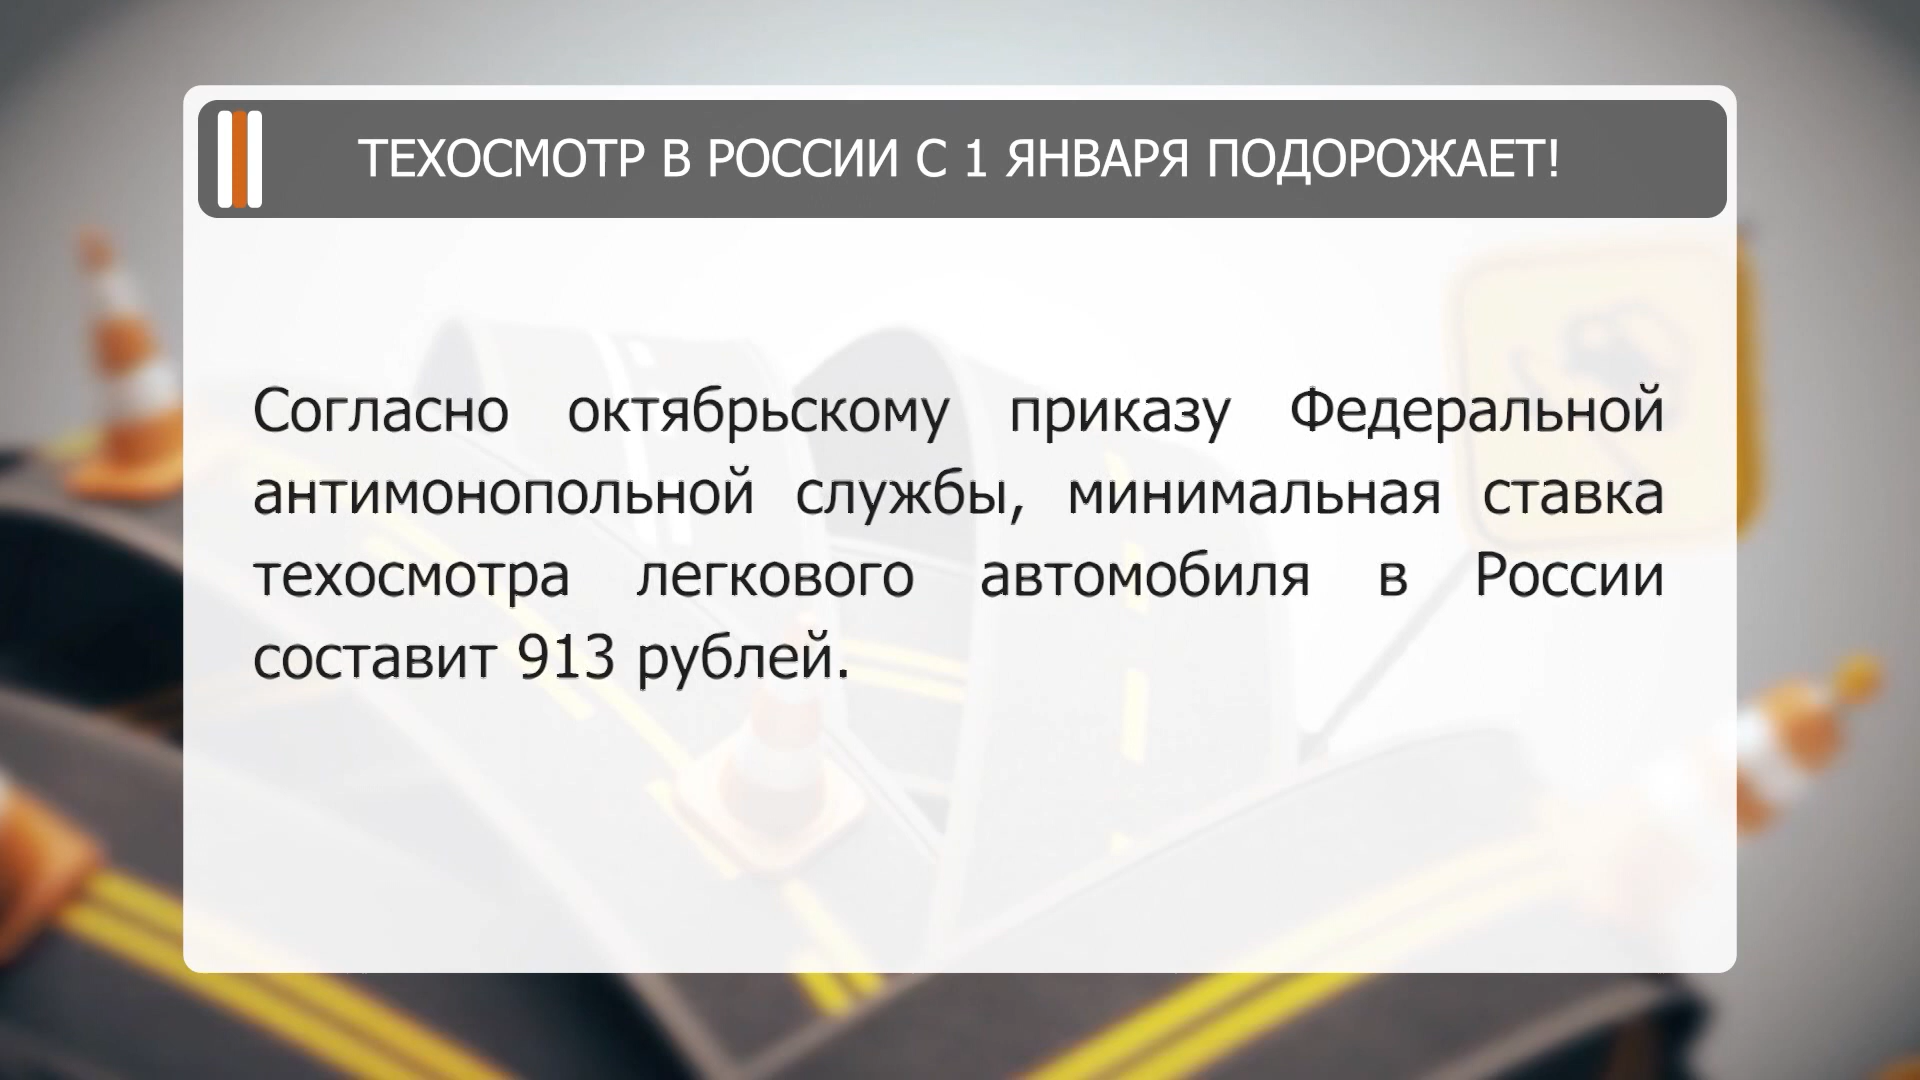 ТЕХОСМОТР В РОССИИ С 1 ЯНВАРЯ ПОДОРОЖАЕТ!
Согласно октябрьскому приказу Федеральной
антимонопольной службы, минимальная ставка
техосмотра легкового автомобиля в России
составит 913 рублей.